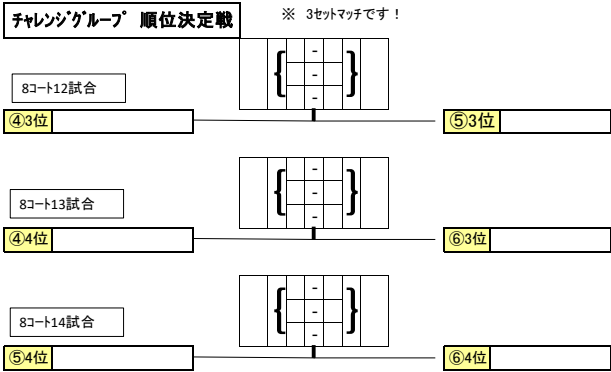 チャレンジグループ 順位決定戦
※ 3セットマッチです！
{ - }
-
-
8コート12試合
④3位
⑤3位
{ - }
-
-
8コート13試合
④4位
⑥3位
{ - }
-
-
8コート14試合
⑤4位
⑥4位